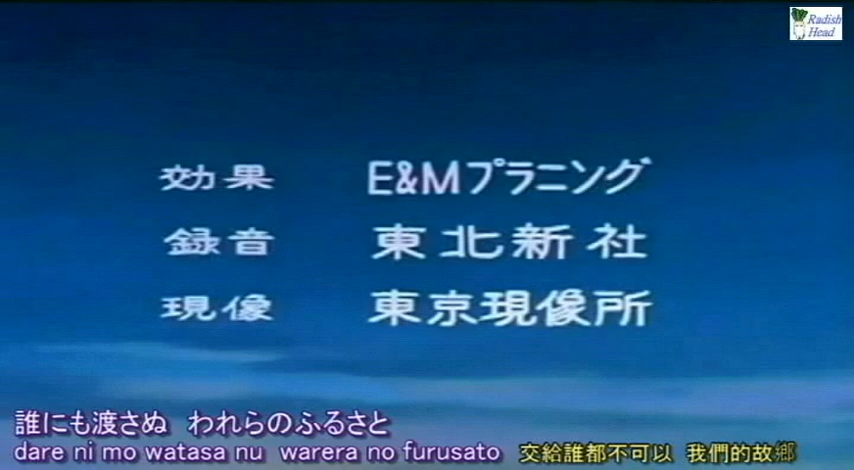 Radish
Head
効果 E&Mプラニング
録音 東北新社
現像 東京現像所
誰にも渡さぬ われらのふるさと
dare ni mo watasa nu warera no furusato 交給誰都不可以 我們的故鄉